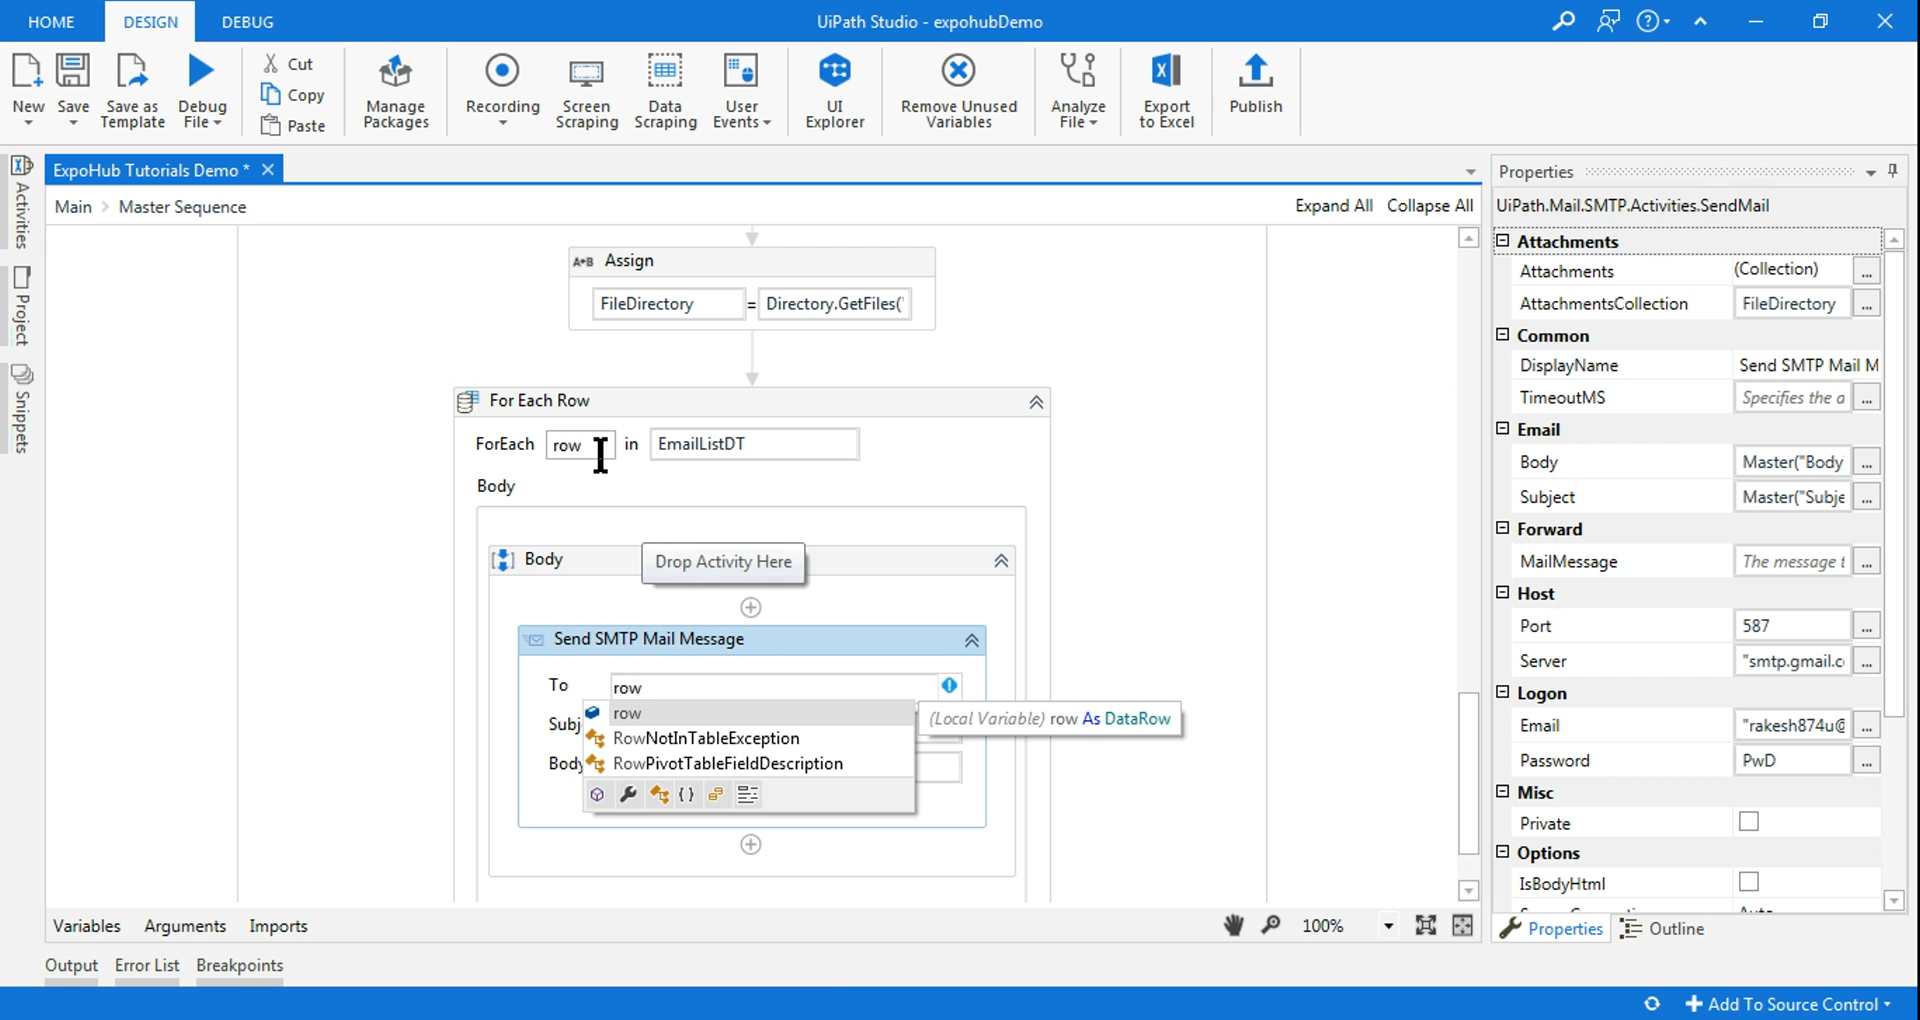 HOME DESIGN DEBUG UiPath Studio - expohubDemo
New Save Save as Template Debug File Cut Copy Paste Manage Packages Recording Screen Scraping Data Scraping User Events UI Explorer Remove Unused Variables Analyze File Export to Excel Publish
Activities
Project
Snippets
ExpoHub Tutorials Demo *
Main > Master Sequence Expand All Collapse All
A+B Assign
FileDirectory = Directory.GetFiles('
For Each Row
ForEach row in EmailListDT
Body
Body Drop Activity Here
Send SMTP Mail Message
To row
row (Local Variable) row As DataRow
Subj RowNotInTableException
Body RowPivotTableFieldDescription
Variables Arguments Imports 100%
Output Error List Breakpoints
Properties
UiPath.Mail.SMTP.Activities.SendMail
Attachments
Attachments (Collection) ...
AttachmentsCollection FileDirectory ...
Common
DisplayName Send SMTP Mail M
TimeoutMS Specifies the a ...
Email
Body Master("Body ...
Subject Master("Subje ...
Forward
MailMessage The message t ...
Host
Port 587 ...
Server "smtp.gmail.c ...
Logon
Email "rakesh874u@ ...
Password PwD ...
Misc
Private
Options
IsBodyHtml
Properties Outline
Add To Source Control